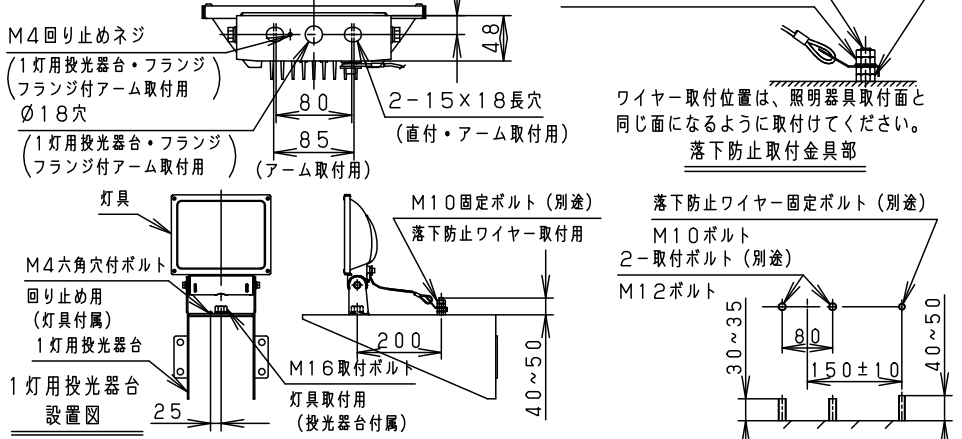 M4回り止めネジ
(1灯用投光器台・フランジ
フランジ付アーム取付用)
Ø18穴
(1灯用投光器台・フランジ
フランジ付アーム取付用)
80
85
(アーム取付用)
48
2-15×18長穴
(直付・アーム取付用)
ワイヤー取付位置は、照明器具取付面と
同じ面になるように取付けてください。
落下防止取付金具部
灯具
M4六角穴付ボルト
回り止め用
(灯具付属)
1灯用投光器台
1灯用投光器台
設置図
25
M10固定ボルト(別途)
落下防止ワイヤー取付用
200
40~50
M16取付ボルト
灯具取付用
(投光器台付属)
落下防止ワイヤー固定ボルト(別途)
M10ボルト
2-取付ボルト(別途)
M12ボルト
80
150±10
30~35
40~50